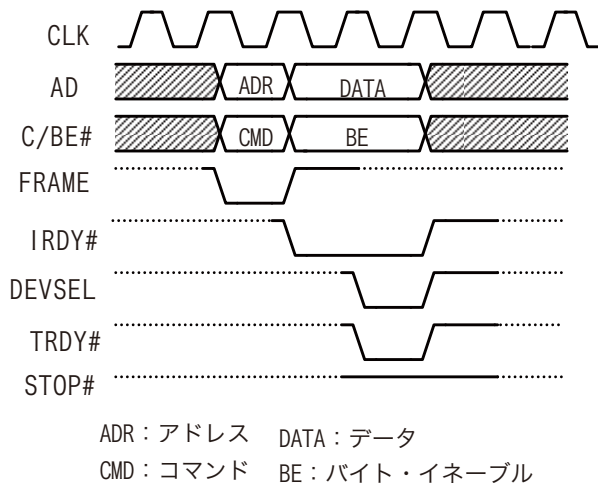 CLK
AD ADR DATA
C/BE# CMD BE
FRAME
IRDY#
DEVSEL
TRDY#
STOP#
ADR：アドレス DATA：データ
CMD：コマンド BE：バイト・イネーブル